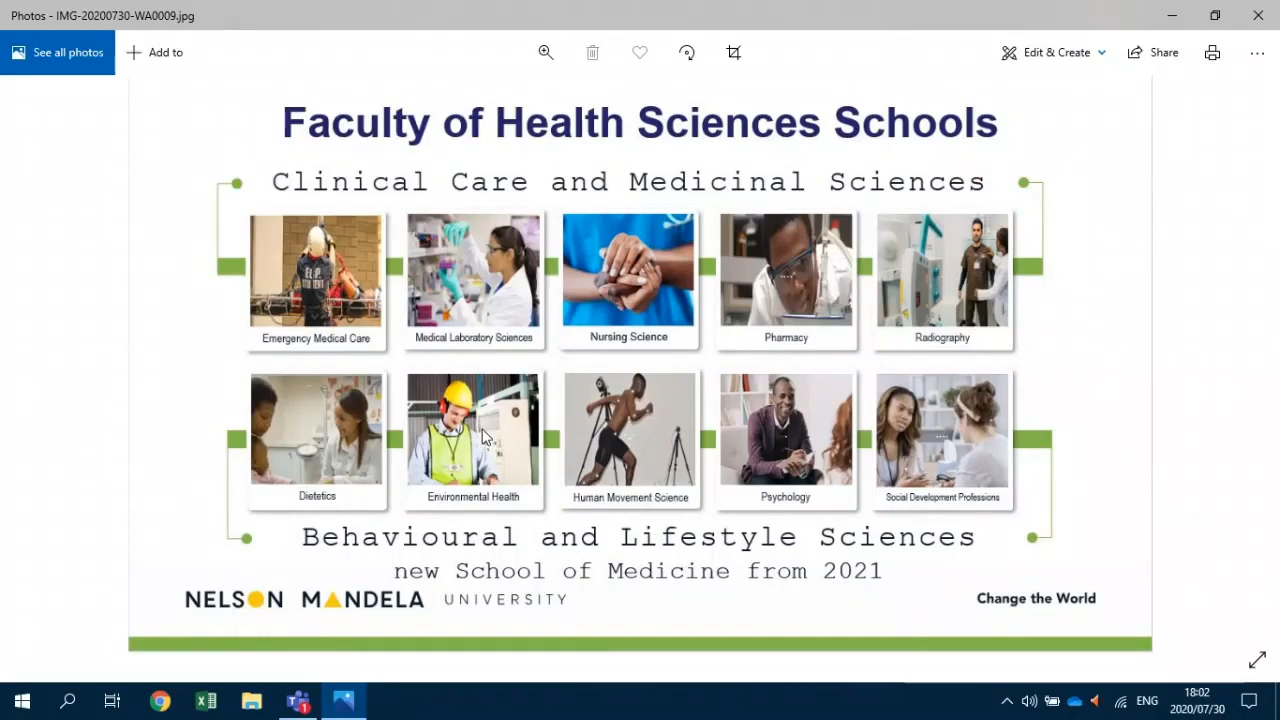 Photos - IMG-20200730-WA0009.jpg
See all photos
Add to
Edit & Create
Share
Faculty of Health Sciences Schools
Clinical Care and Medicinal Sciences
Emergency Medical Care
Medical Laboratory Sciences
Nursing Science
Pharmacy
Radiography
Dietetics
Environmental Health
Human Movement Science
Psychology
Social Development Professions
Behavioural and Lifestyle Sciences
new School of Medicine from 2021
NELSON MANDELA UNIVERSITY
Change the World
ENG
18:02
2020/07/30